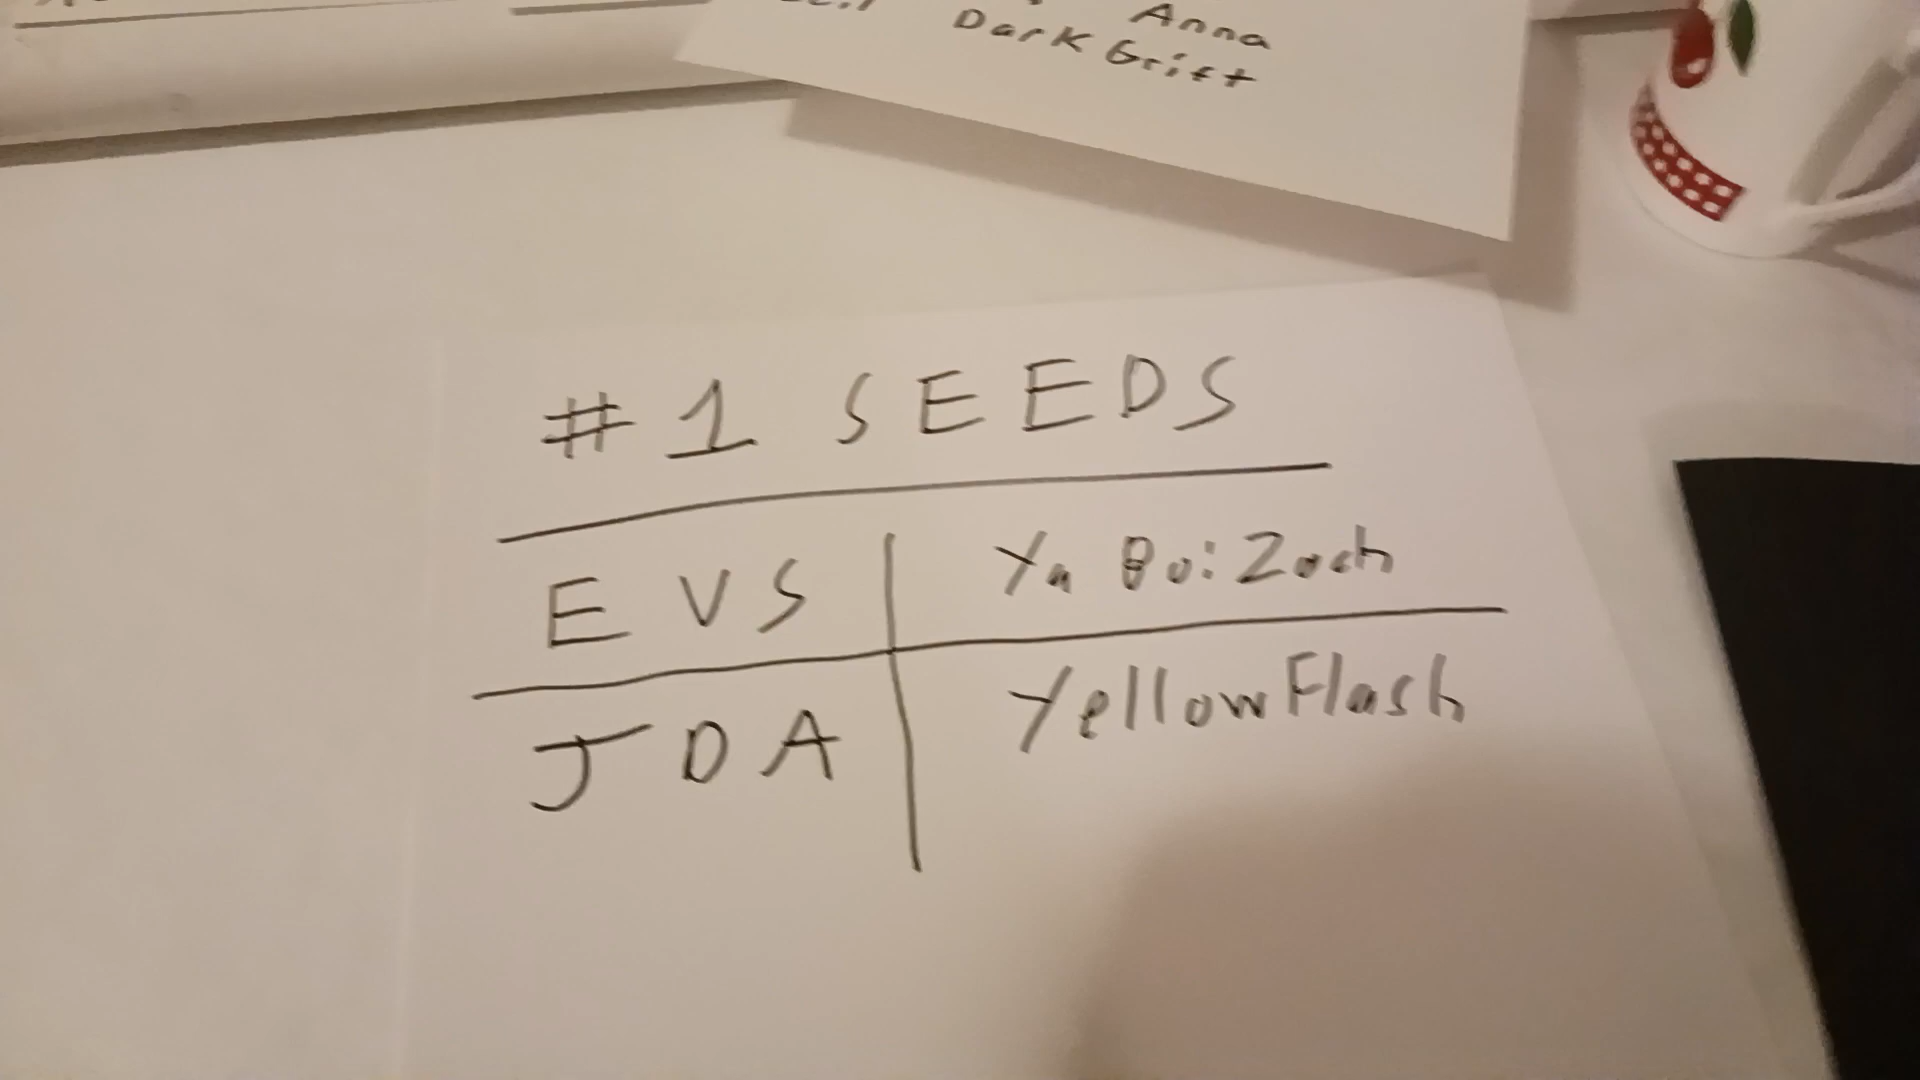 Anna
Dark Grift
#1 SEEDS
EVS
Ya Boi Zach
JDA
YellowFlash